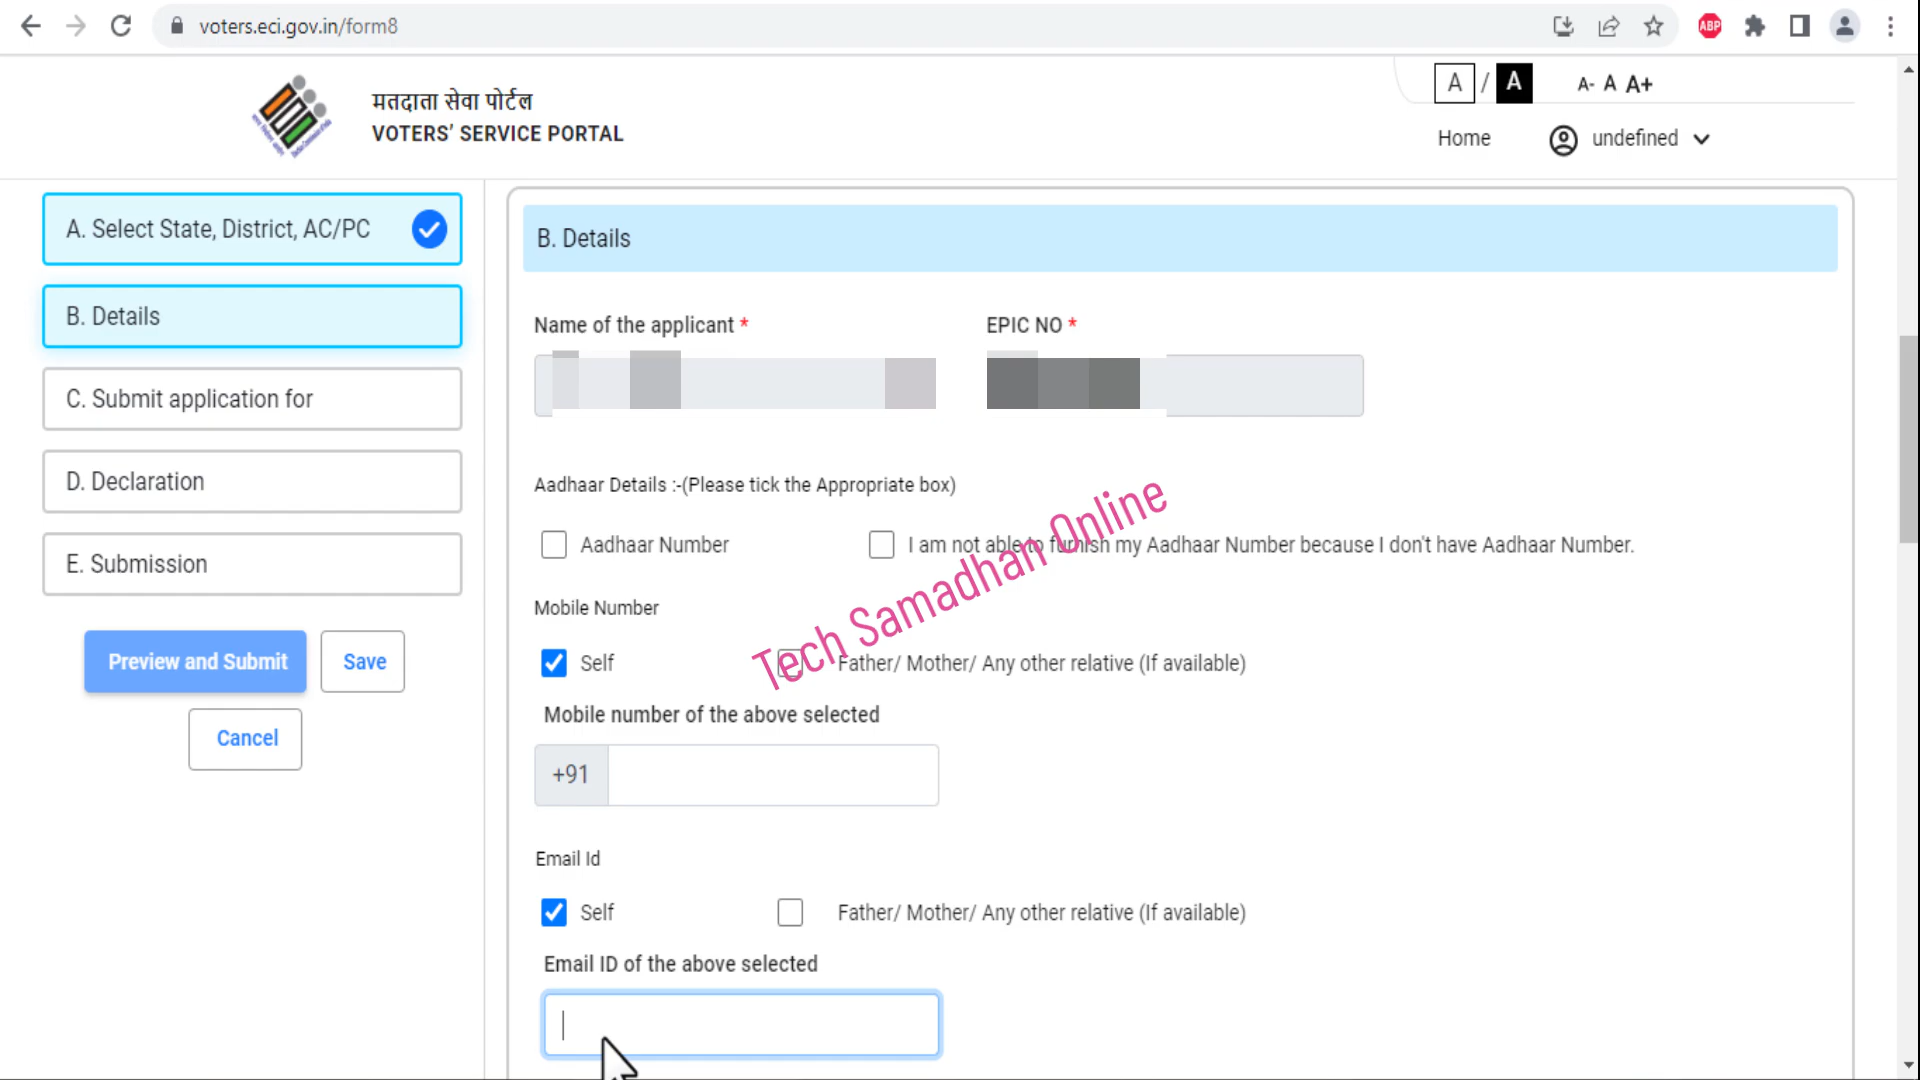 voters.eci.gov.in/form8
ABP
A / A A- A A+
मतदाता सेवा पोर्टल
VOTERS' SERVICE PORTAL
Home
undefined
A. Select State, District, AC/PC
B. Details
C. Submit application for
D. Declaration
E. Submission
Preview and Submit
Save
Cancel
B. Details
Name of the applicant *
EPIC NO *
Aadhaar Details :-(Please tick the Appropriate box)
Aadhaar Number
I am not able to furnish my Aadhaar Number because I don't have Aadhaar Number.
Tech Samadhan Online
Mobile Number
Self
Father/ Mother/ Any other relative (If available)
Mobile number of the above selected
+91
Email Id
Self
Father/ Mother/ Any other relative (If available)
Email ID of the above selected